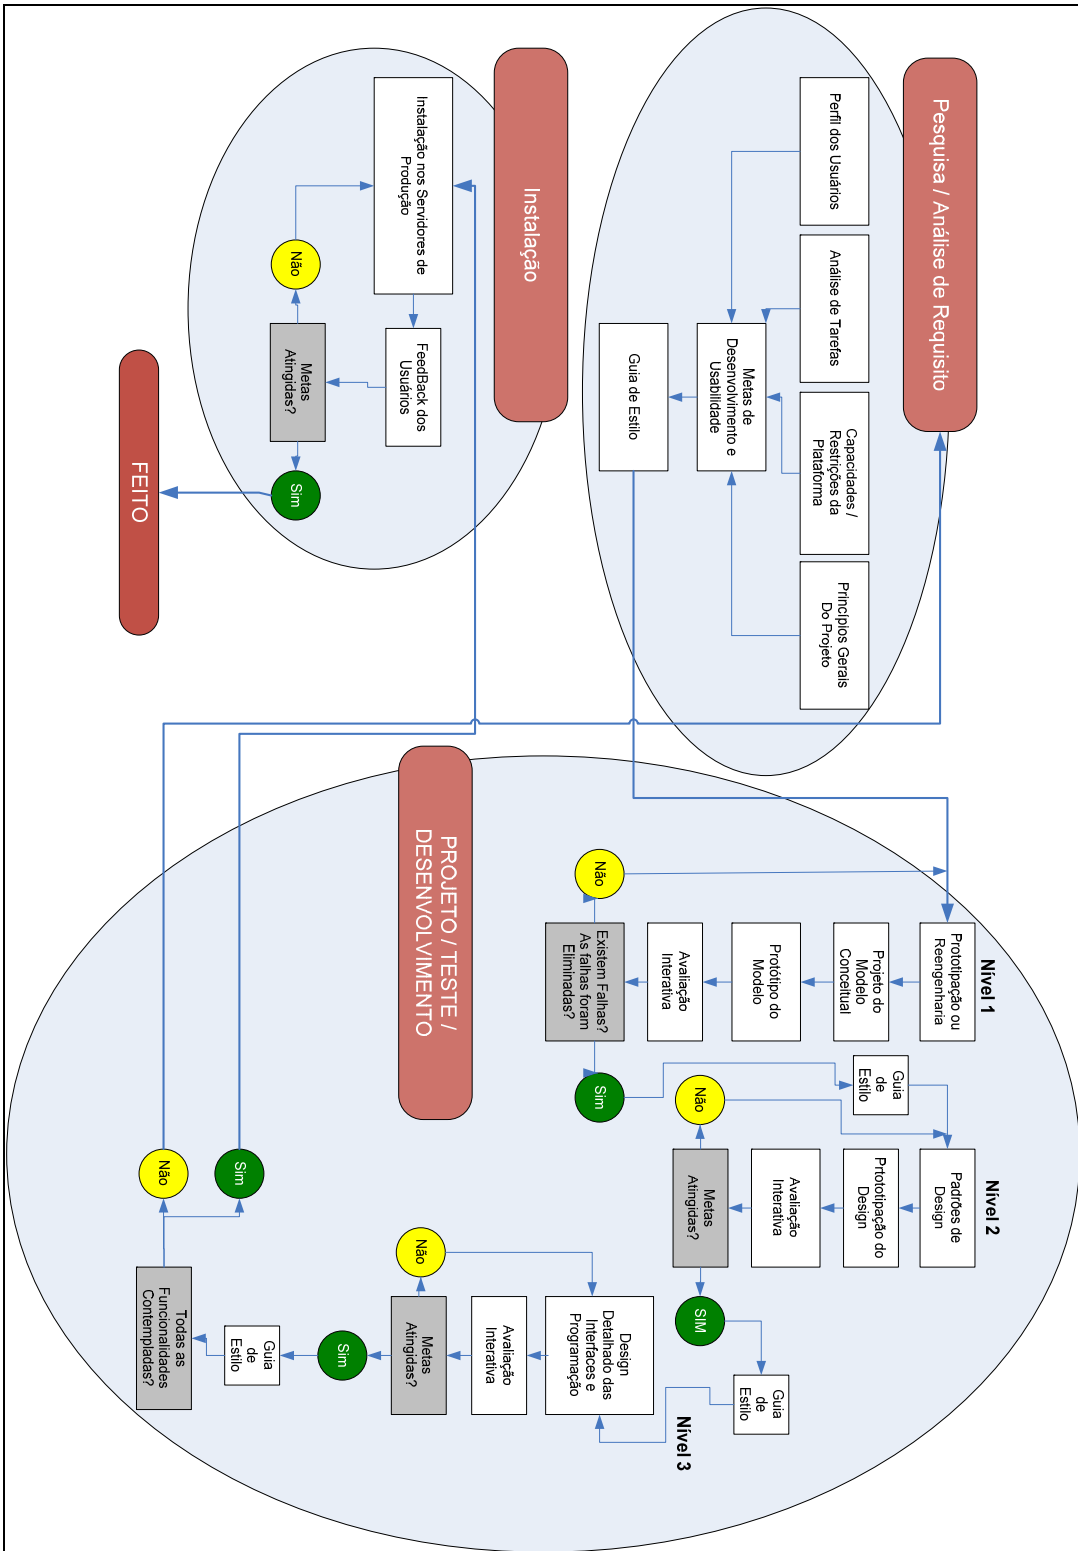 Pesquisa / Análise de Requisito
Perfil dos Usuários
Análise de Tarefas
Capacidades /
Restrições da
Plataforma
Princípios Gerais
Do Projeto
Metas de
Desenvolvimento e
Usabilidade
Guia de Estilo
Instalação
Instalação nos Servidores de
Produção
FeedBack dos
Usuários
Metas
Atingidas?
Não
Sim
FEITO
PROJETO / TESTE /
DESENVOLVIMENTO
Nível 1
Prototipação ou
Reengenharia
Projeto do
Modelo
Conceitual
Protótipo do
Modelo
Avaliação
Interativa
Existem Falhas?
As falhas foram
Eliminadas?
Não
Sim
Guia
de
Estilo
Nível 2
Padrões de
Design
Prtototipação do
Design
Avaliação
Interativa
Metas
Atingidas?
Não
SIM
Guia
de
Estilo
Nível 3
Design
Detalhado das
Interfaces e
Programação
Avaliação
Interativa
Metas
Atingidas?
Não
Sim
Guia
de
Estilo
Todas as
Funcionalidades
Contempladas?
Sim
Não